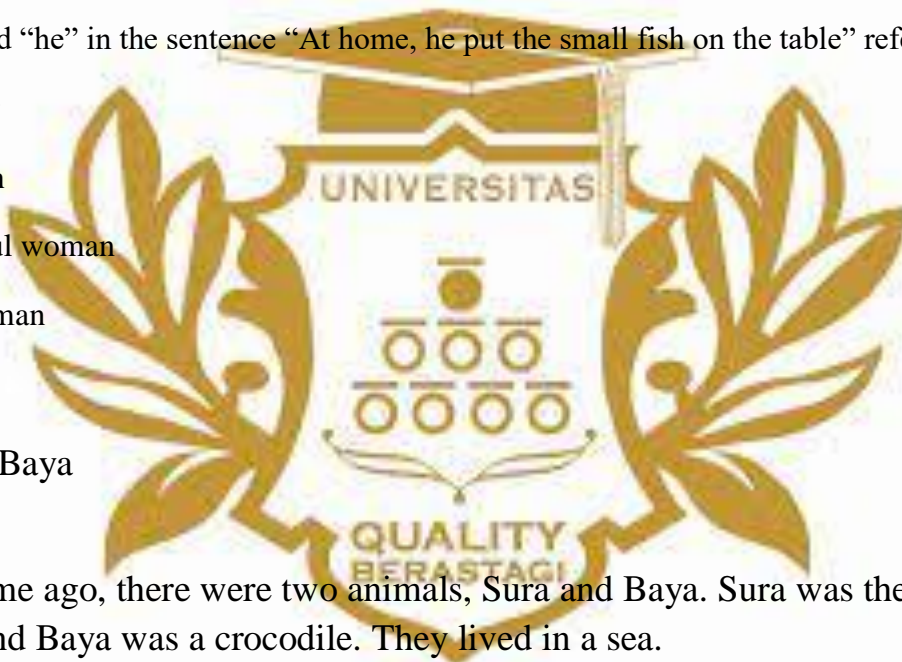 d “he” in the sentence “At home, he put the small fish on the table” refe
n
ul woman
man
UNIVERSITAS
Baya
QUALITY
BERASTAGI
me ago, there were two animals, Sura and Baya. Sura was the
nd Baya was a crocodile. They lived in a sea.